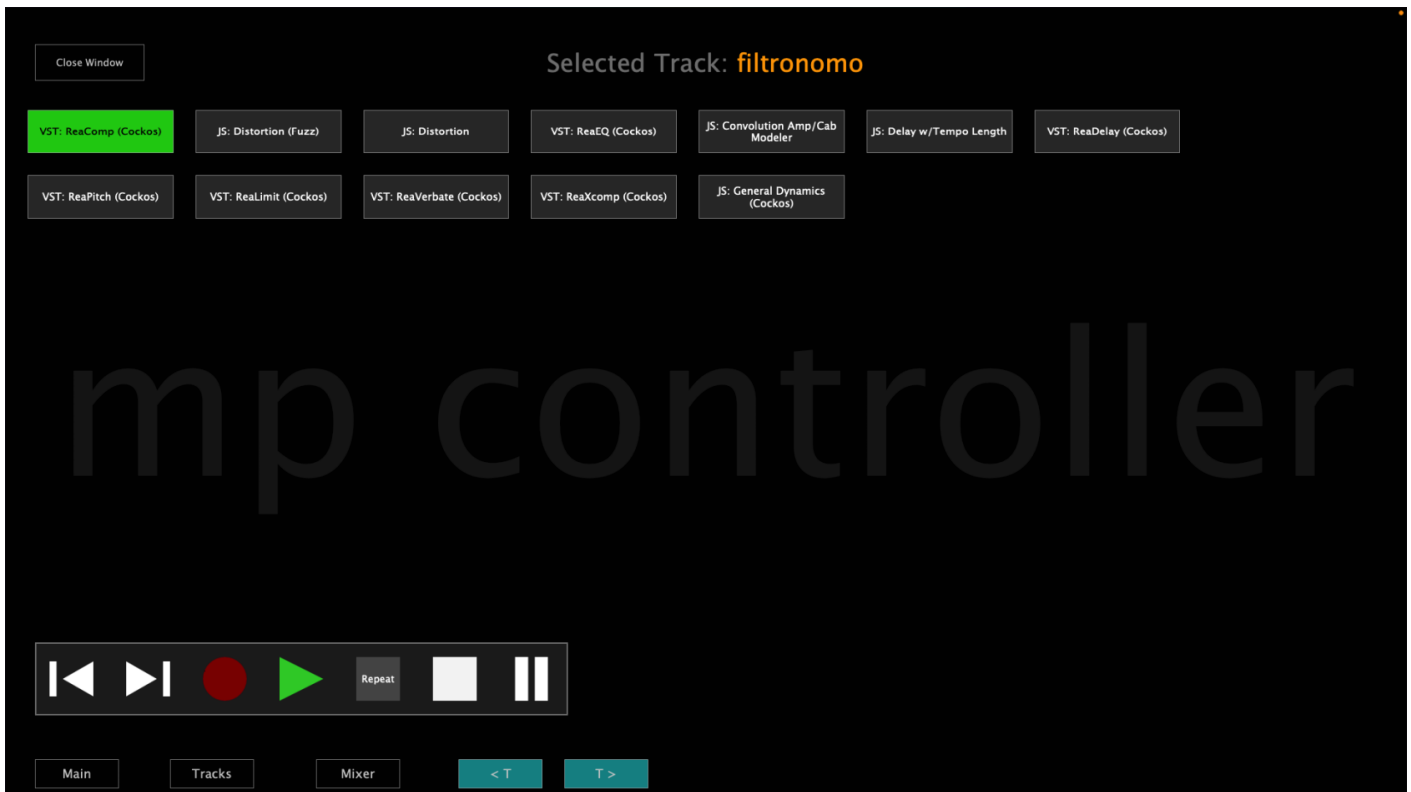 Close Window
Selected Track: filtronomo
VST: ReaComp (Cockos)
JS: Distortion (Fuzz)
JS: Distortion
VST: ReaEQ (Cockos)
JS: Convolution Amp/Cab
Modeler
JS: Delay w/Tempo Length
VST: ReaDelay (Cockos)
VST: ReaPitch (Cockos)
VST: ReaLimit (Cockos)
VST: ReaVerbate (Cockos)
VST: ReaXcomp (Cockos)
JS: General Dynamics
(Cockos)
mp controller
Repeat
Main
Tracks
Mixer
< T
T >